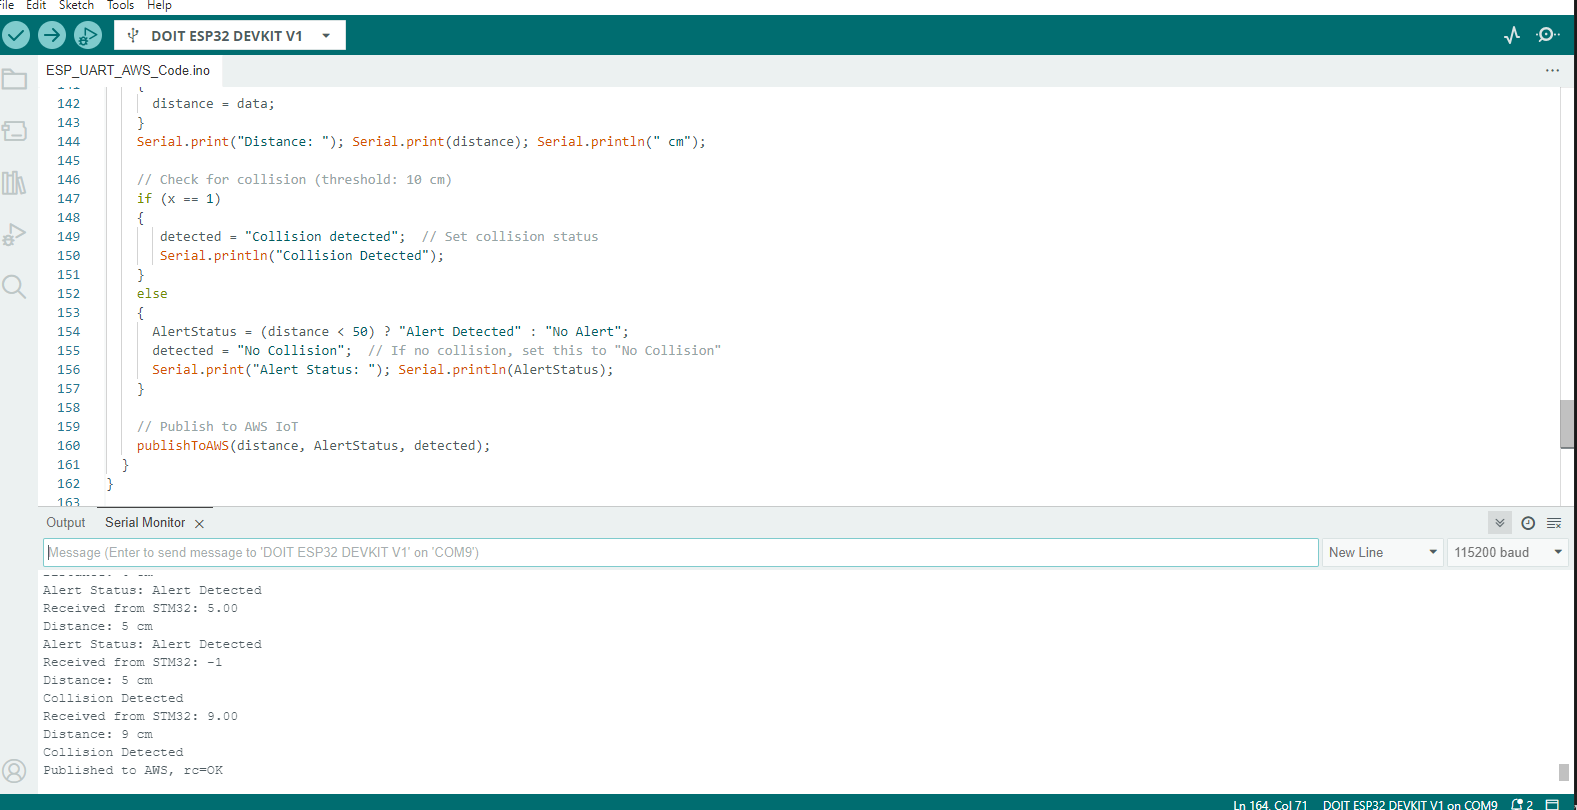 File Edit Sketch Tools Help
DOIT ESP32 DEVKIT V1
ESP_UART_AWS_Code.ino
141 {
142 distance = data;
143 }
144 Serial.print("Distance: "); Serial.print(distance); Serial.println(" cm");
145
146 // Check for collision (threshold: 10 cm)
147 if (x == 1)
148 {
149 detected = "Collision detected"; // Set collision status
150 Serial.println("Collision Detected");
151 }
152 else
153 {
154 AlertStatus = (distance < 50) ? "Alert Detected" : "No Alert";
155 detected = "No Collision"; // If no collision, set this to "No Collision"
156 Serial.print("Alert Status: "); Serial.println(AlertStatus);
157 }
158
159 // Publish to AWS IoT
160 publishToAWS(distance, AlertStatus, detected);
161 }
162 }
163
Output Serial Monitor
Message (Enter to send message to 'DOIT ESP32 DEVKIT V1' on 'COM9')
New Line 115200 baud
Alert Status: Alert Detected
Received from STM32: 5.00
Distance: 5 cm
Alert Status: Alert Detected
Received from STM32: -1
Distance: 5 cm
Collision Detected
Received from STM32: 9.00
Distance: 9 cm
Collision Detected
Published to AWS, rc=OK
Ln 164, Col 71 DOIT ESP32 DEVKIT V1 on COM9 2